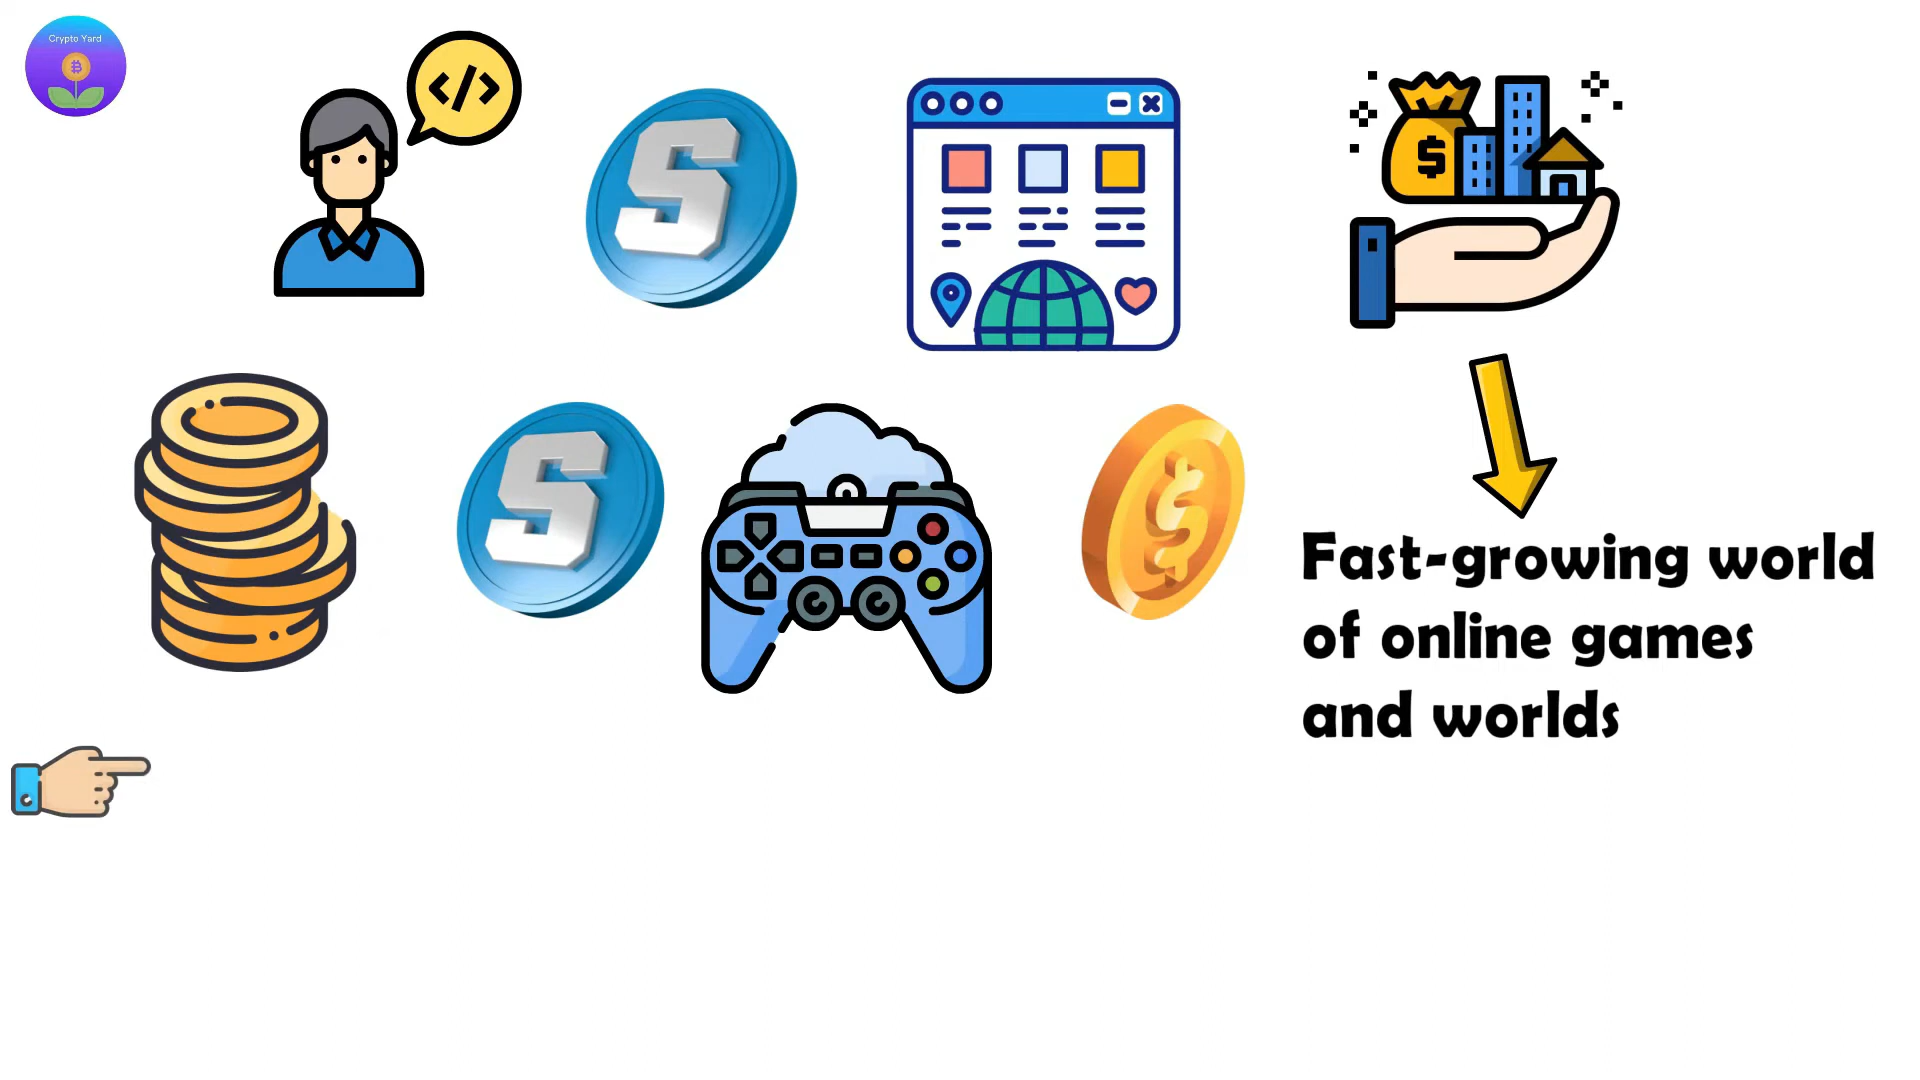 Crypto Yard
</>
S
$
S
$
Fast-growing world
of online games
and worlds